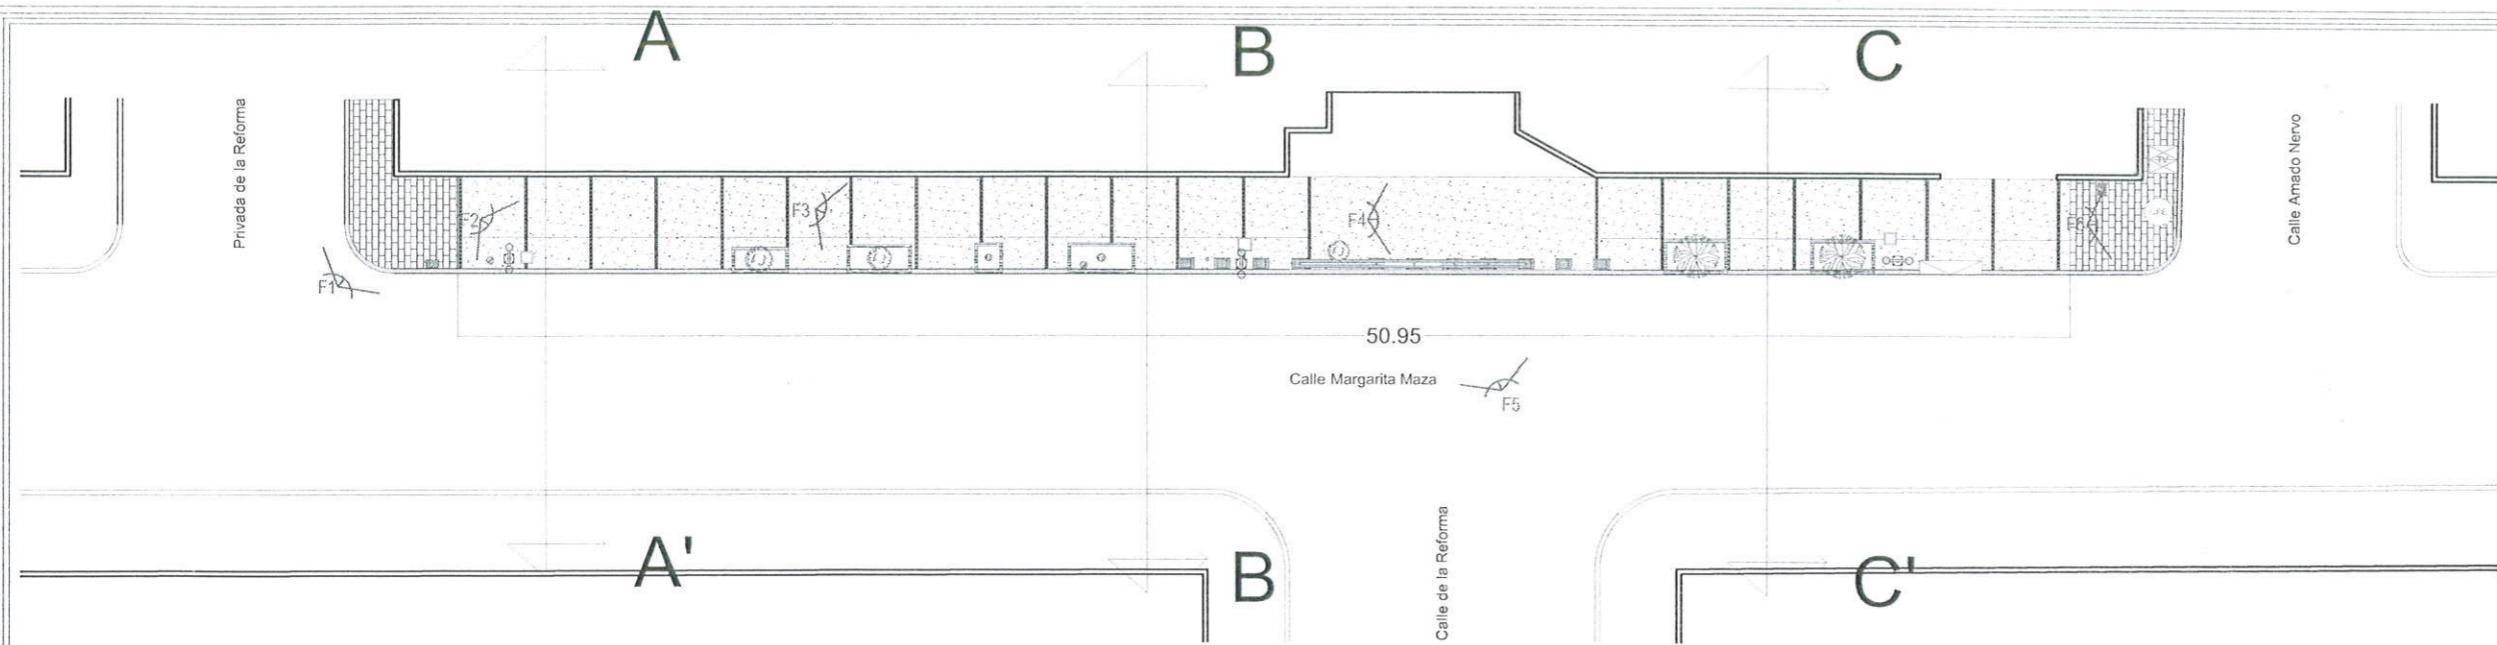 A
B
C
Privada de la Reforma
Calle Amado Nervo
F2
F3
F4
F6
TV
F1
50.95
Calle Margarita Maza
F5
Calle de la Reforma
A'
B
C'